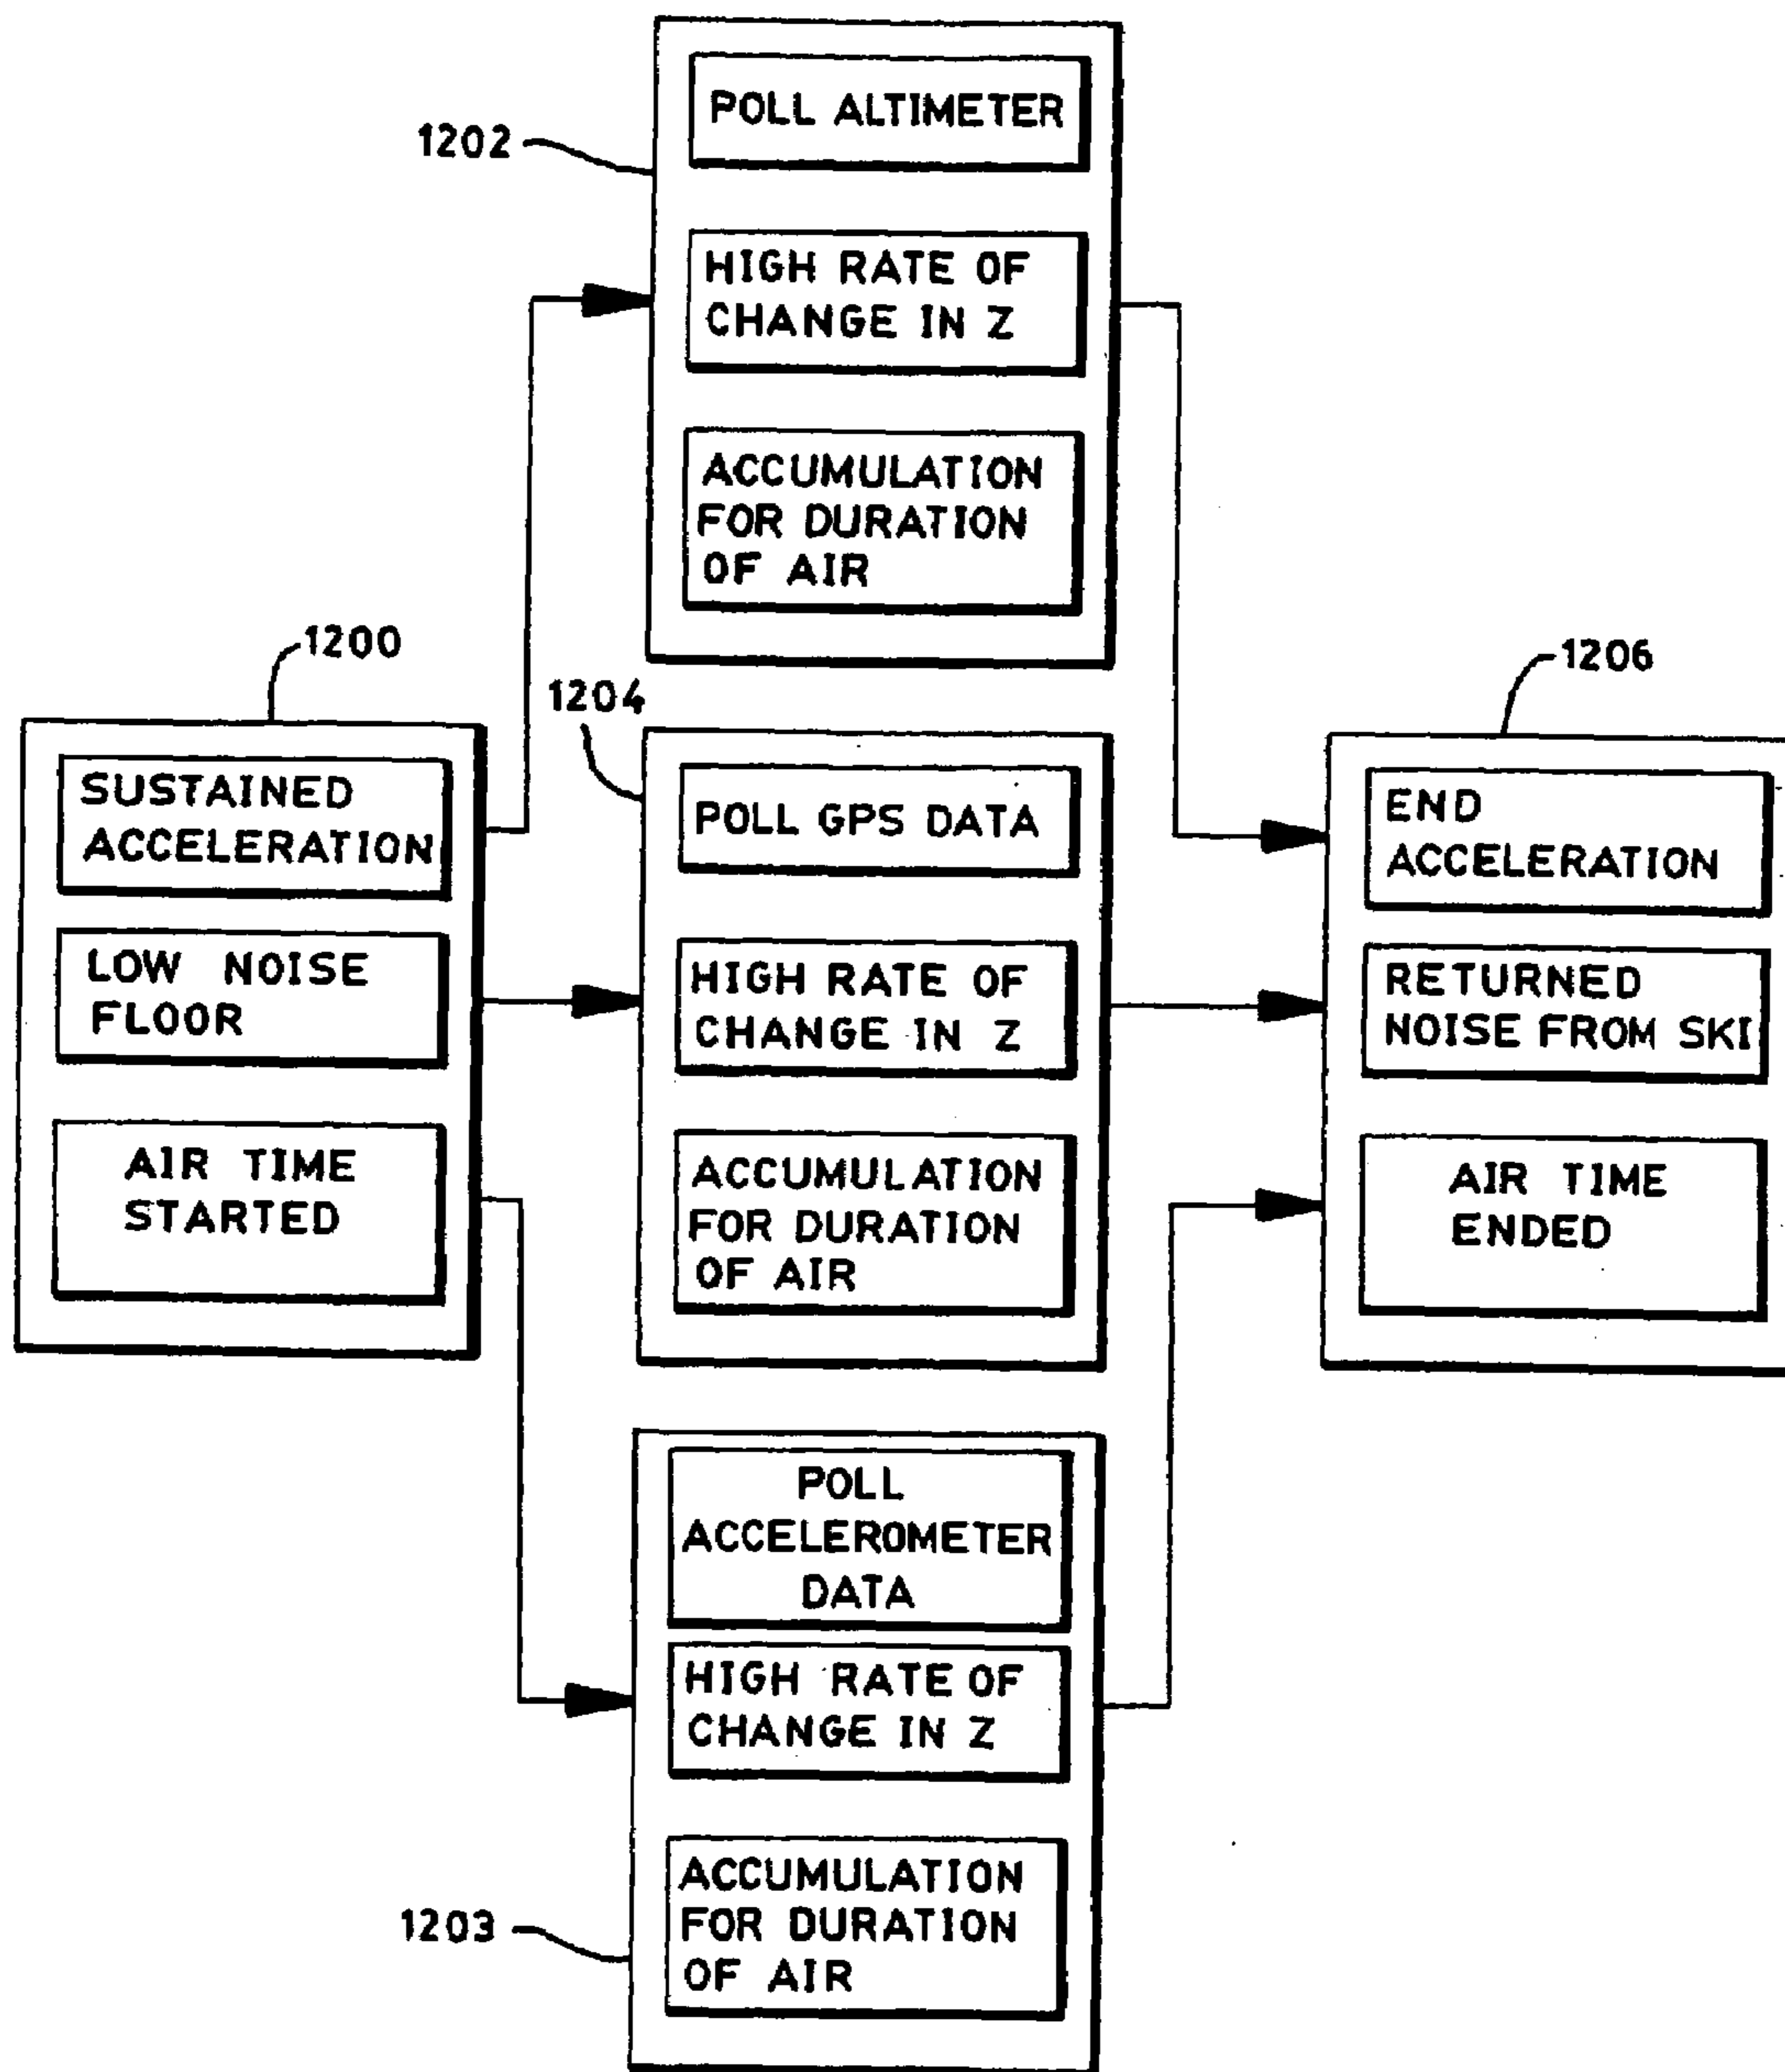 1202
POLL ALTIMETER
HIGH RATE OF
CHANGE IN Z
ACCUMULATION
FOR DURATION
OF AIR
1200
SUSTAINED
ACCELERATION
LOW NOISE
FLOOR
AIR TIME
STARTED
1204
POLL GPS DATA
HIGH RATE OF
CHANGE IN Z
ACCUMULATION
FOR DURATION
OF AIR
1206
END
ACCELERATION
RETURNED
NOISE FROM SKI
AIR TIME
ENDED
POLL
ACCELEROMETER
DATA
HIGH RATE OF
CHANGE IN Z
1203
ACCUMULATION
FOR DURATION
OF AIR